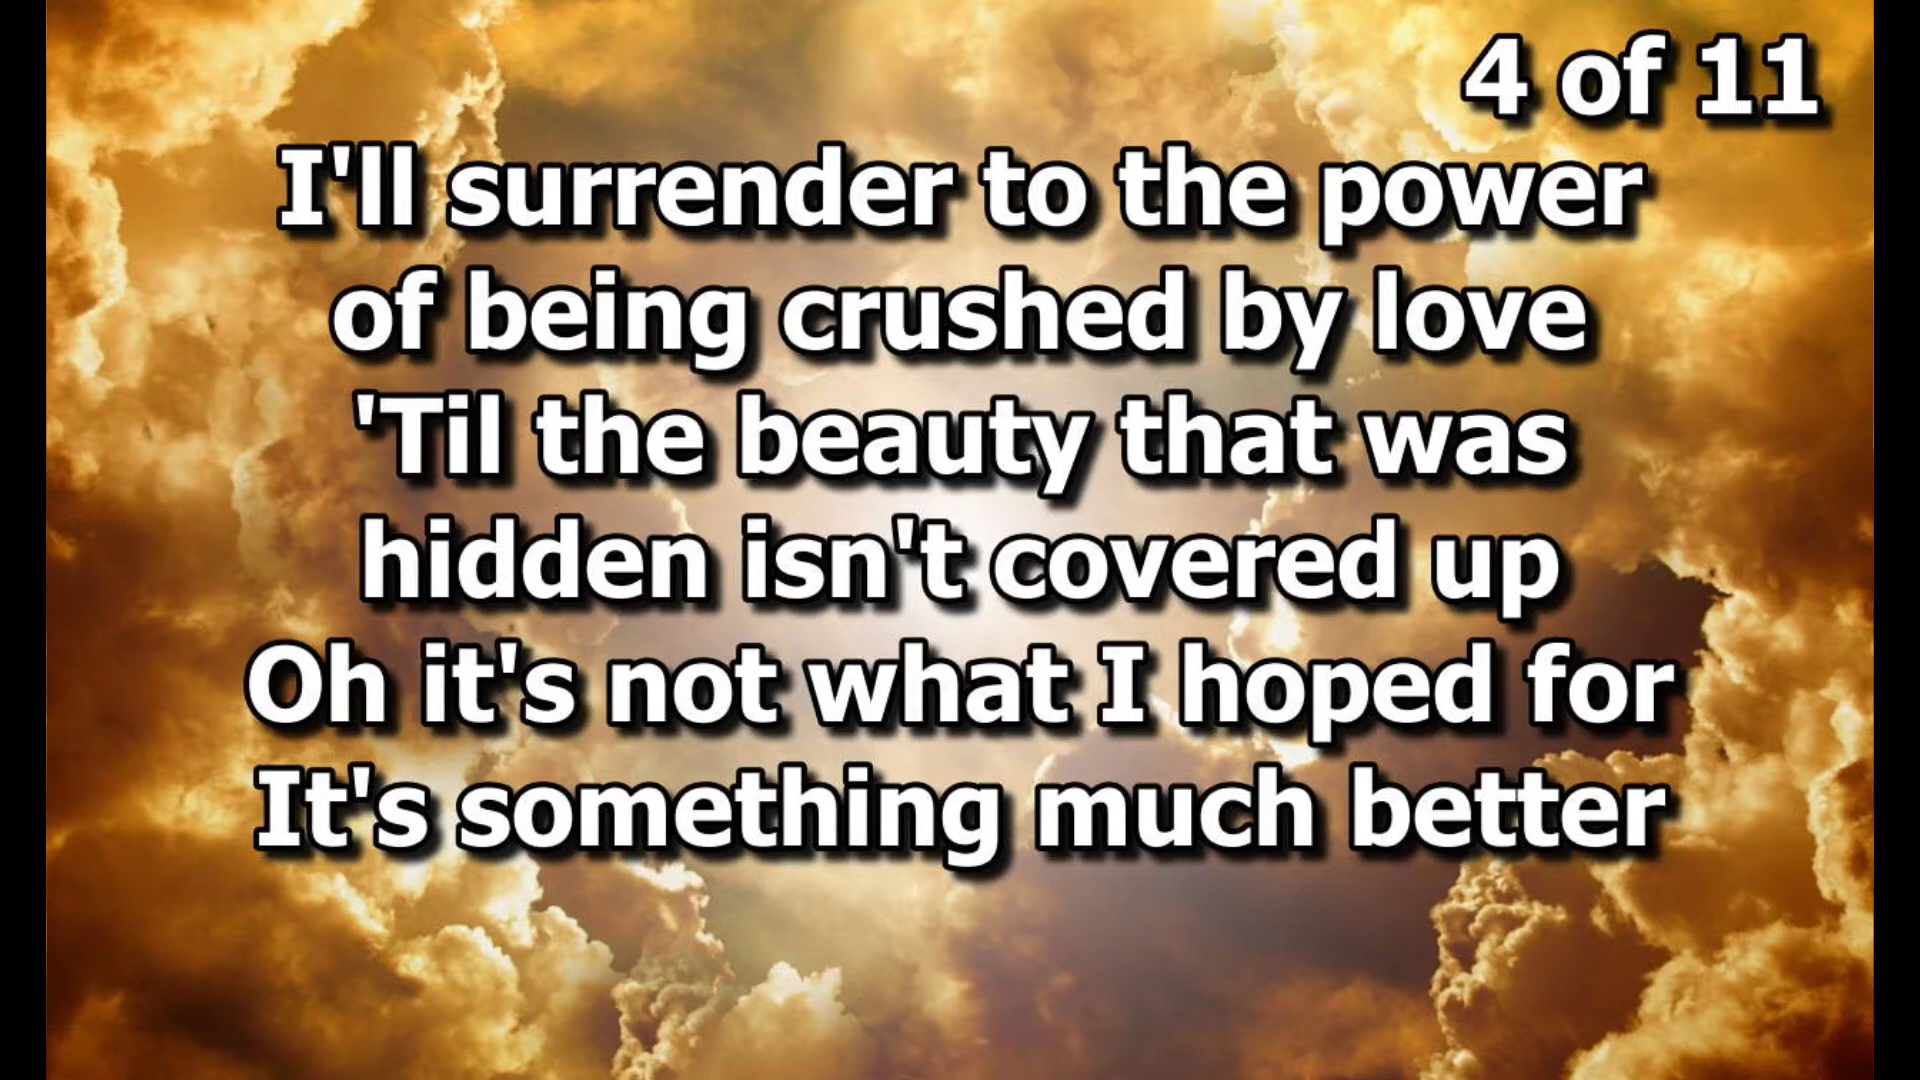 4 of 11
I'll surrender to the power
of being crushed by love
'Til the beauty that was
hidden isn't covered up
Oh it's not what I hoped for
It's something much better